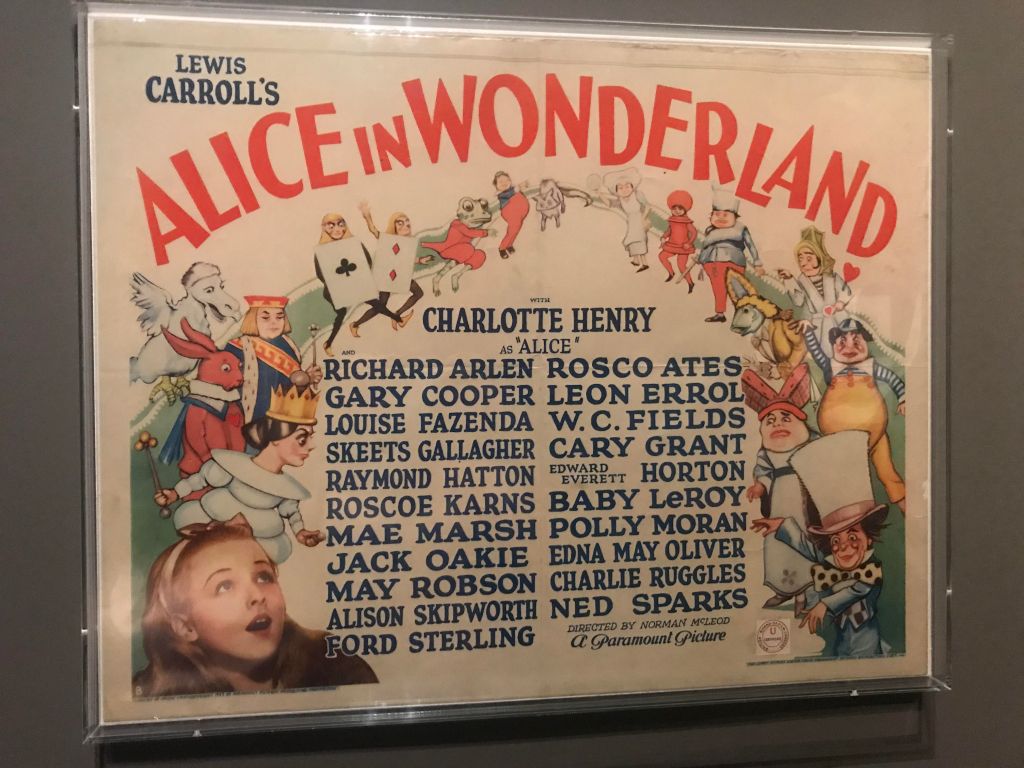 LEWIS
CARROLL'S
ALICE IN WONDERLAND
WITH
CHARLOTTE HENRY
AS "ALICE"
AND
RICHARD ARLEN
GARY COOPER
LOUISE FAZENDA
SKEETS GALLAGHER
RAYMOND HATTON
ROSCOE KARNS
MAE MARSH
JACK OAKIE
MAY ROBSON
ALISON SKIPWORTH
FORD STERLING
ROSCO ATES
LEON ERROL
W.C. FIELDS
CARY GRANT
EDWARD
EVERETT HORTON
BABY LeROY
POLLY MORAN
EDNA MAY OLIVER
CHARLIE RUGGLES
NED SPARKS
DIRECTED BY NORMAN McLEOD
A Paramount Picture
U